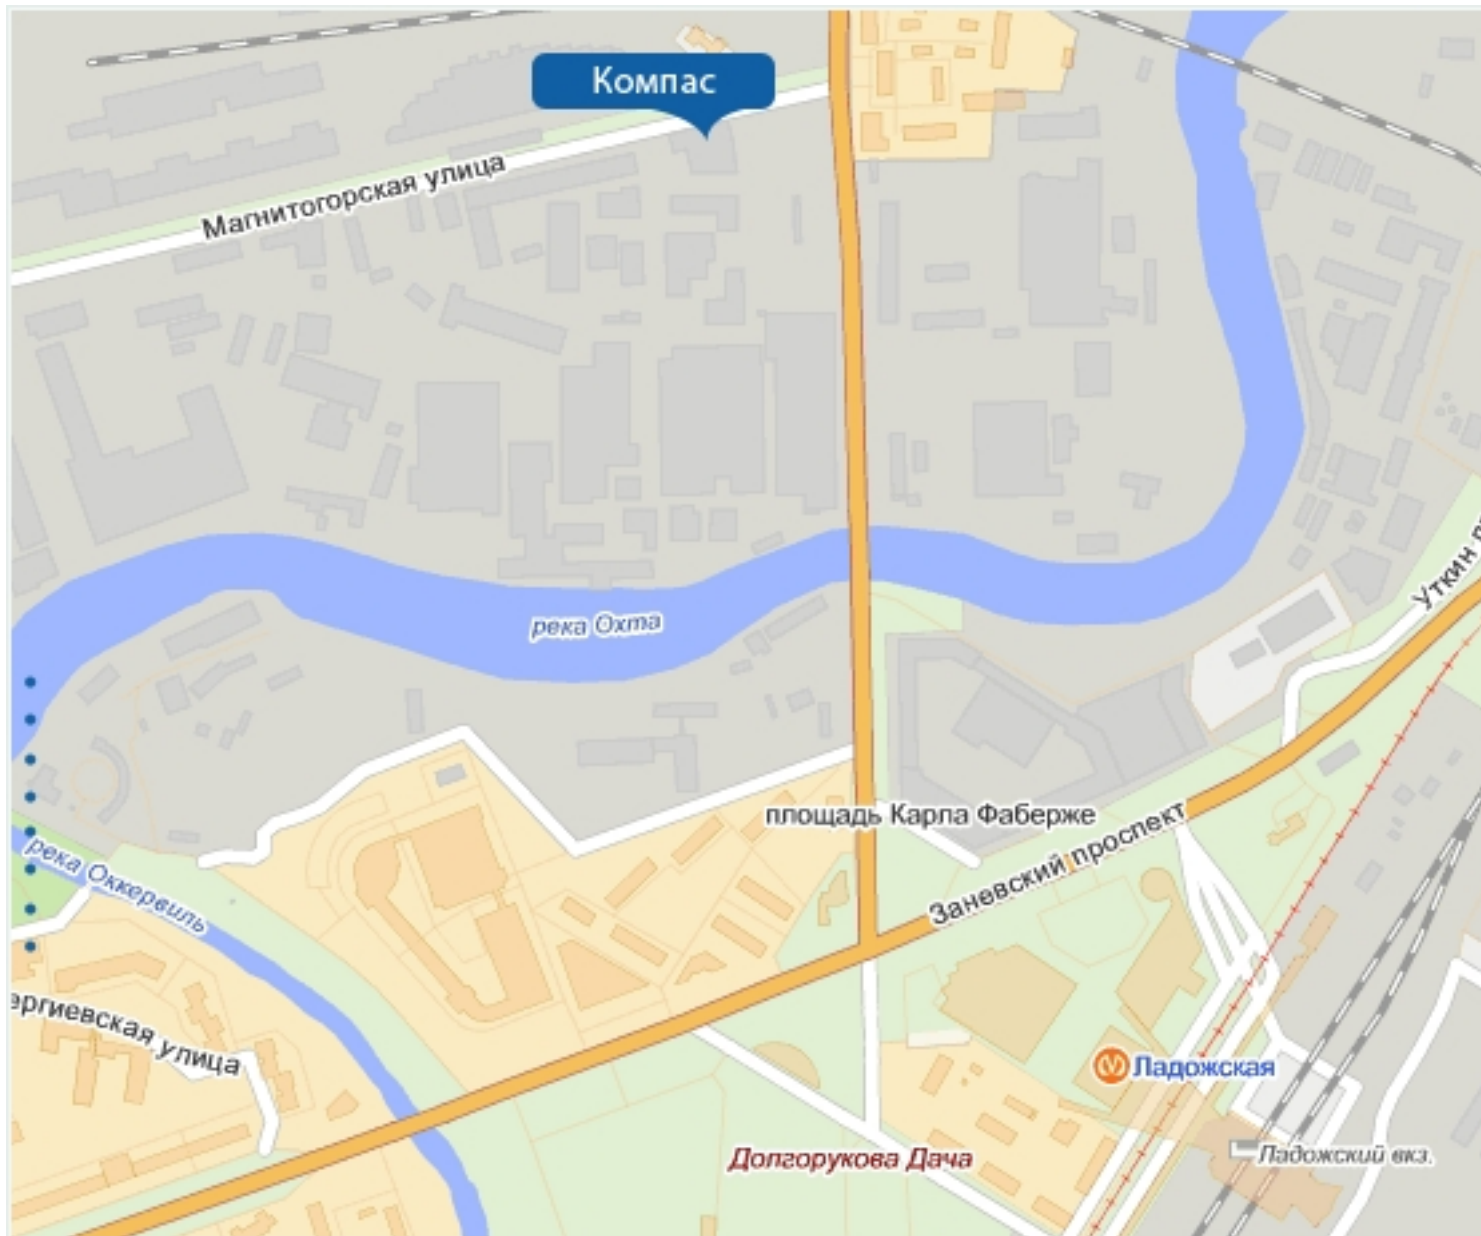 Компас
Магнитогорская улица
река Охта
Уткин
площадь Карла Фаберже
Заневский проспект
река Оккервиль
ергиевская улица
Ладожская
Долгорукова Дача
Ладожский вкз.